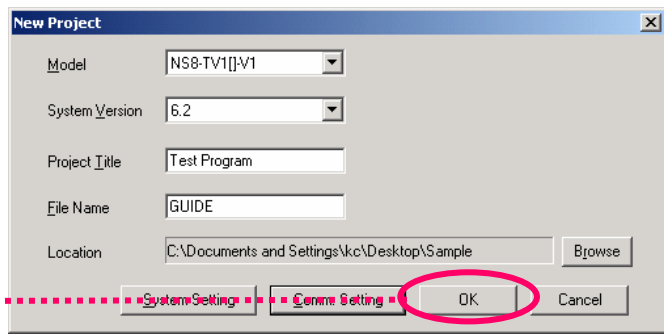 New Project
Model NS8-TV1[]-V1
System Version 6.2
Project Title Test Program
File Name GUIDE
Location C:\Documents and Settings\kc\Desktop\Sample Browse
System Setting Comm. Setting OK Cancel